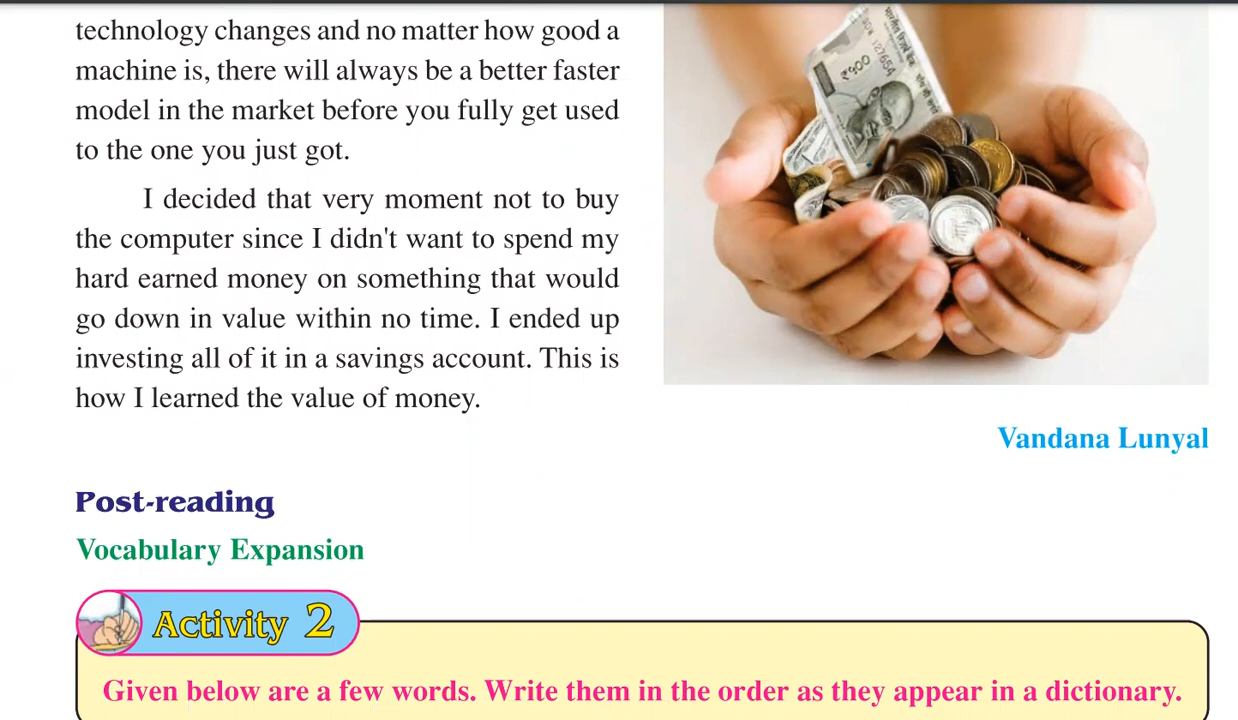 technology changes and no matter how good a
machine is, there will always be a better faster
model in the market before you fully get used
to the one you just got.
I decided that very moment not to buy
the computer since I didn't want to spend my
hard earned money on something that would
go down in value within no time. I ended up
investing all of it in a savings account. This is
how I learned the value of money.
₹500
127654
Vandana Lunyal
Post-reading
Vocabulary Expansion
Activity 2
Given below are a few words. Write them in the order as they appear in a dictionary.